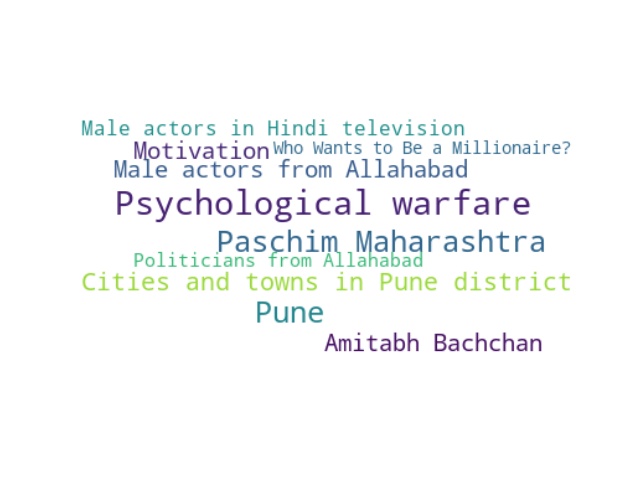 Male actors in Hindi television
Motivation
Who Wants to Be a Millionaire?
Male actors from Allahabad
Psychological warfare
Paschim Maharashtra
Politicians from Allahabad
Cities and towns in Pune district
Pune
Amitabh Bachchan